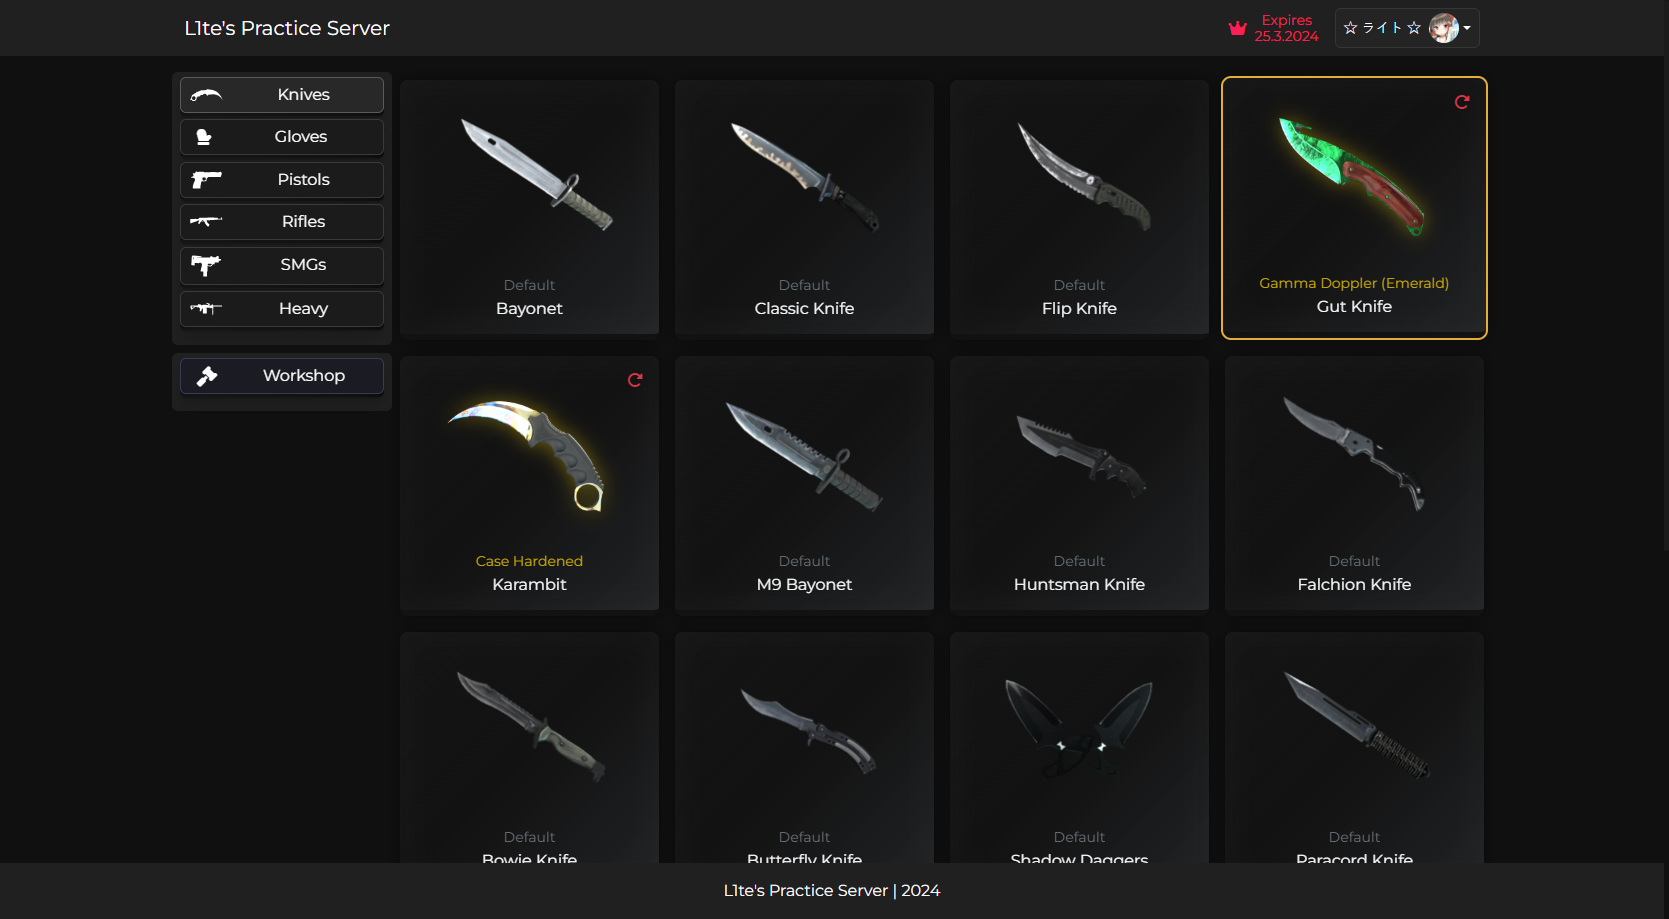 L1te's Practice Server
Expires
25.3.2024
☆ ライト ☆
Knives
Gloves
Pistols
Rifles
SMGs
Heavy
Workshop
Default
Bayonet
Default
Classic Knife
Default
Flip Knife
Gamma Doppler (Emerald)
Gut Knife
Case Hardened
Karambit
Default
M9 Bayonet
Default
Huntsman Knife
Default
Falchion Knife
Default
Bowie Knife
Default
Butterfly Knife
Default
Shadow Daggers
Default
Paracord Knife
L1te's Practice Server | 2024